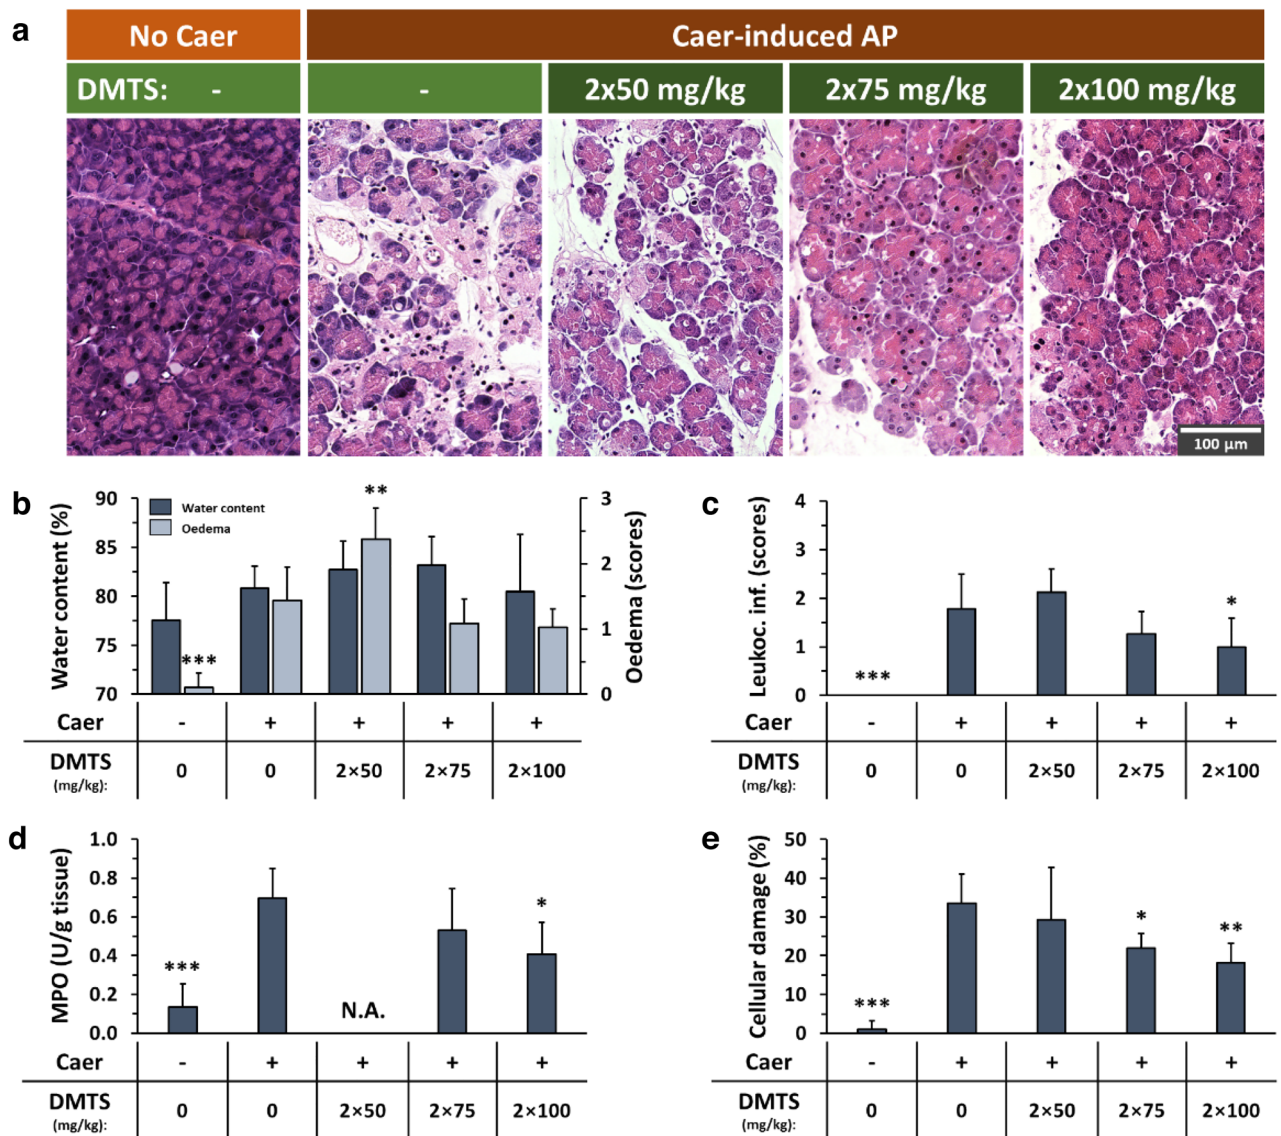 a
No Caer
Caer-induced AP
DMTS: -
-
2x50 mg/kg
2x75 mg/kg
2x100 mg/kg
100 µm
b
Water content (%)
90
85
80
75
70
Water content
Oedema
***
**
3
2
1
0
Oedema (scores)
Caer - + + + +
DMTS (mg/kg): 0 0 2×50 2×75 2×100
c
Leukoc. inf. (scores)
4
3
2
1
0
***
*
Caer - + + + +
DMTS (mg/kg): 0 0 2×50 2×75 2×100
d
MPO (U/g tissue)
1.0
0.8
0.6
0.4
0.2
0.0
***
N.A.
*
Caer - + + + +
DMTS (mg/kg): 0 0 2×50 2×75 2×100
e
Cellular damage (%)
50
40
30
20
10
0
***
*
**
Caer - + + + +
DMTS (mg/kg): 0 0 2×50 2×75 2×100